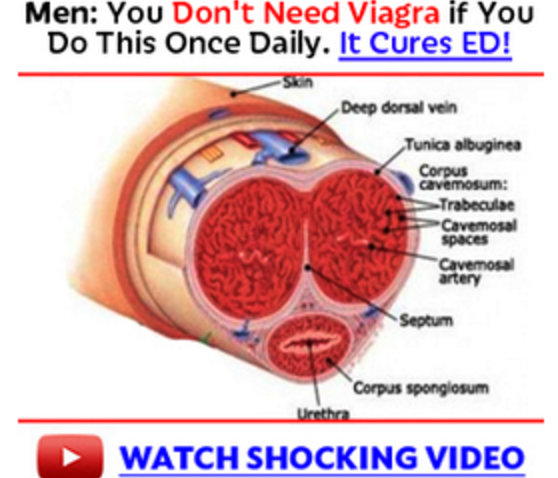 Men: You Don't Need Viagra if You
Do This Once Daily. It Cures ED!
Skin
Deep dorsal vein
Tunica albuginea
Corpus
cavernosum:
Trabeculae
Cavernosal
spaces
Cavernosal
artery
Septum
Corpus spongiosum
Urethra
WATCH SHOCKING VIDEO